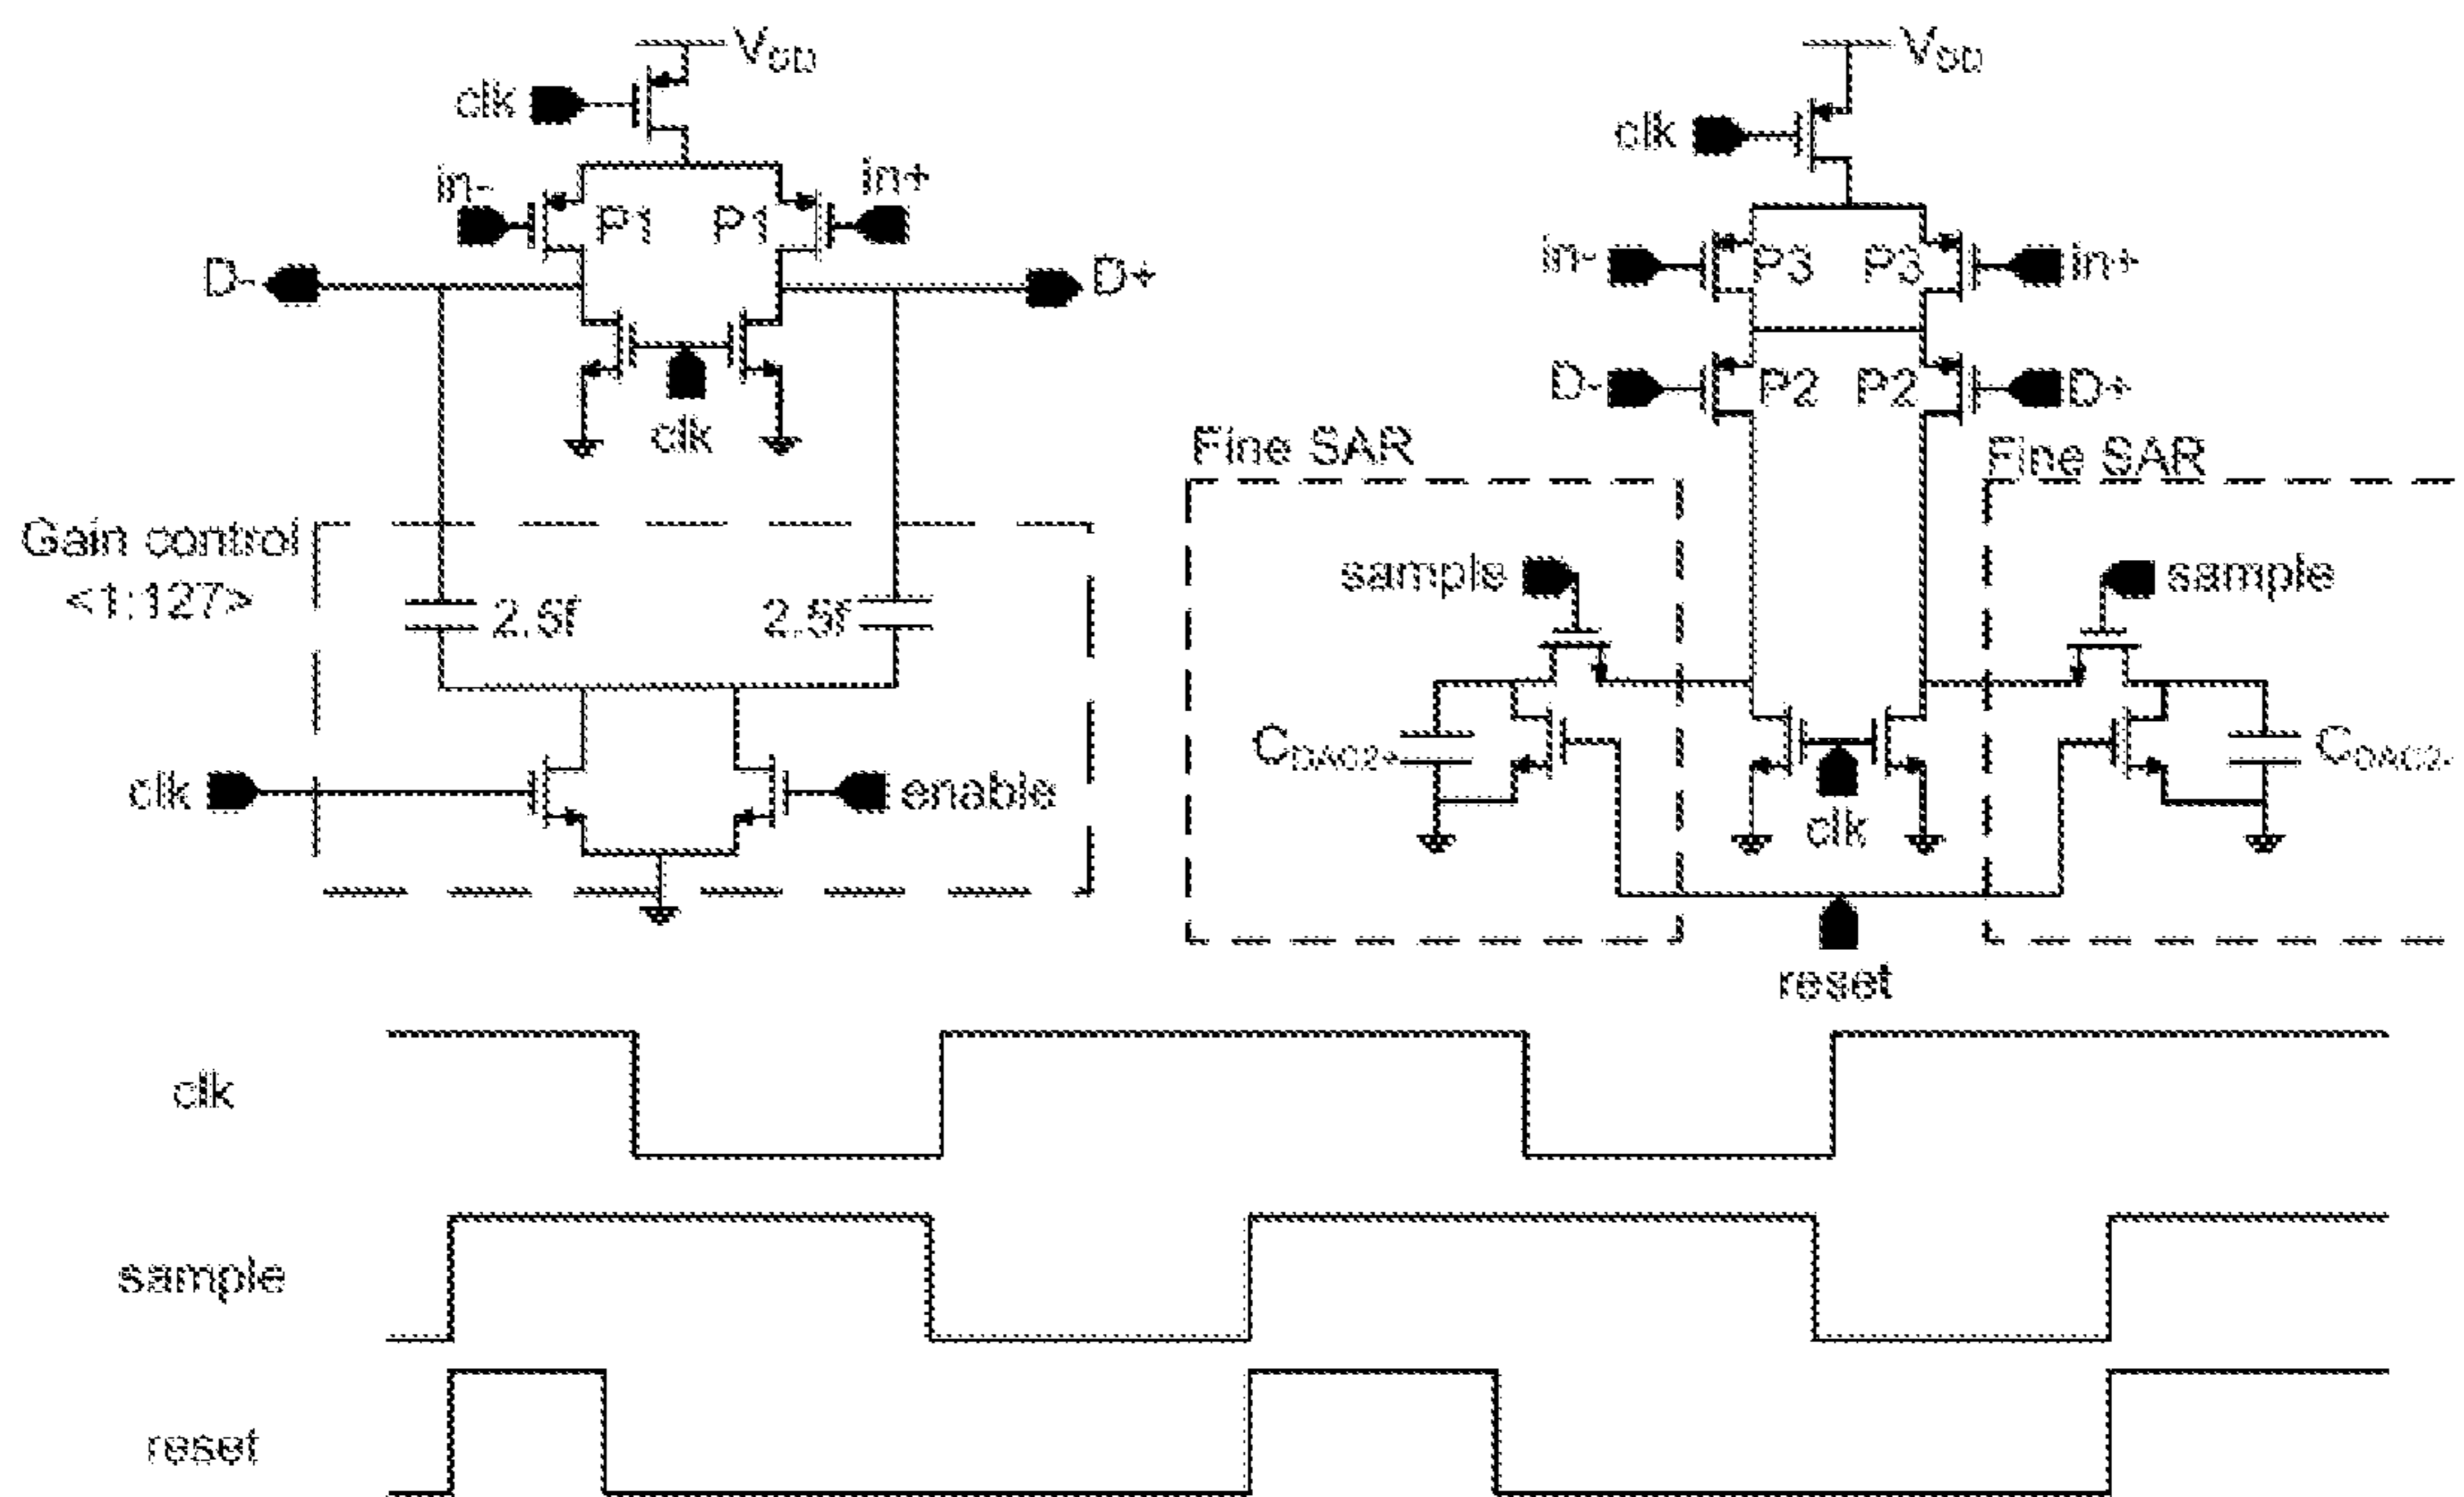 VDD
clk
in-
P1
P1
in+
D-
D+
clk
Gain control
<1:127>
2.5f
2.5f
clk
enable
VDD
clk
in-
P3
P3
in+
D-
P2
P2
D+
Fine SAR
Fine SAR
sample
sample
CDAC2+
clk
CDAC2-
reset
clk
sample
reset